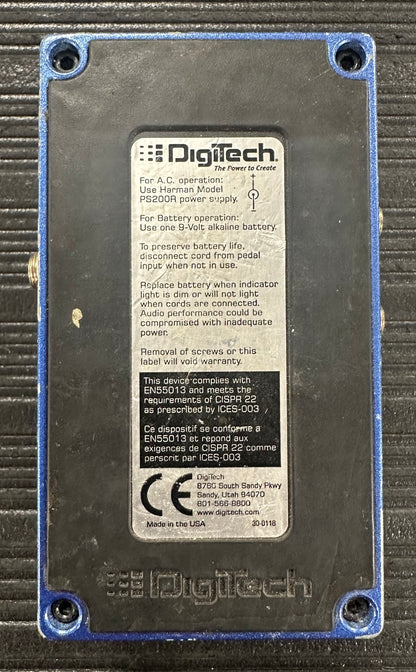 DigiTech
The Power to Create
For A.C. operation:
Use Harman Model
PS200R power supply.
For Battery operation:
Use one 9-Volt alkaline battery.
To preserve battery life,
disconnect cord from pedal
input when not in use.
Replace battery when indicator
light is dim or will not light
when cords are connected.
Audio performance could be
compromised with inadequate
power.
Removal of screws or this
label will void warranty.
This device complies with
EN55013 and meets the
requirements of CISPR 22
as prescribed by ICES-003
Ce dispositif se conforme a
EN55013 et repond aux
exigences de CISPR 22 comme
perscrit par ICES-003
CE
DigiTech
8760 South Sandy Pkwy
Sandy, Utah 84070
801-566-8800
www.digitech.com
Made in the USA 30-0118
DigiTech